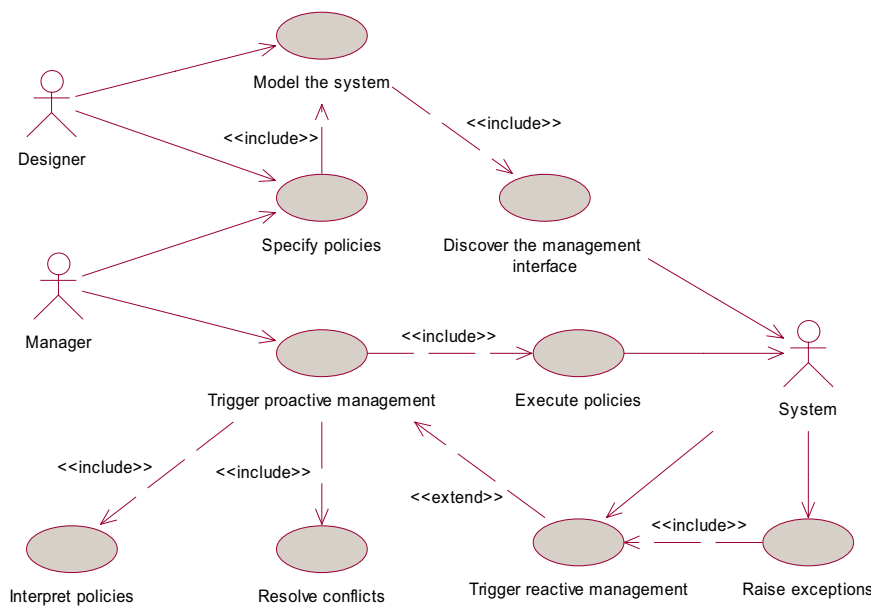 Model the system
<<include>>
<<include>>
Designer
Specify policies
Discover the management
interface
Manager
<<include>>
Trigger proactive management
Execute policies
System
<<include>>
<<include>>
<<extend>>
<<include>>
Interpret policies
Resolve conflicts
Trigger reactive management
Raise exceptions